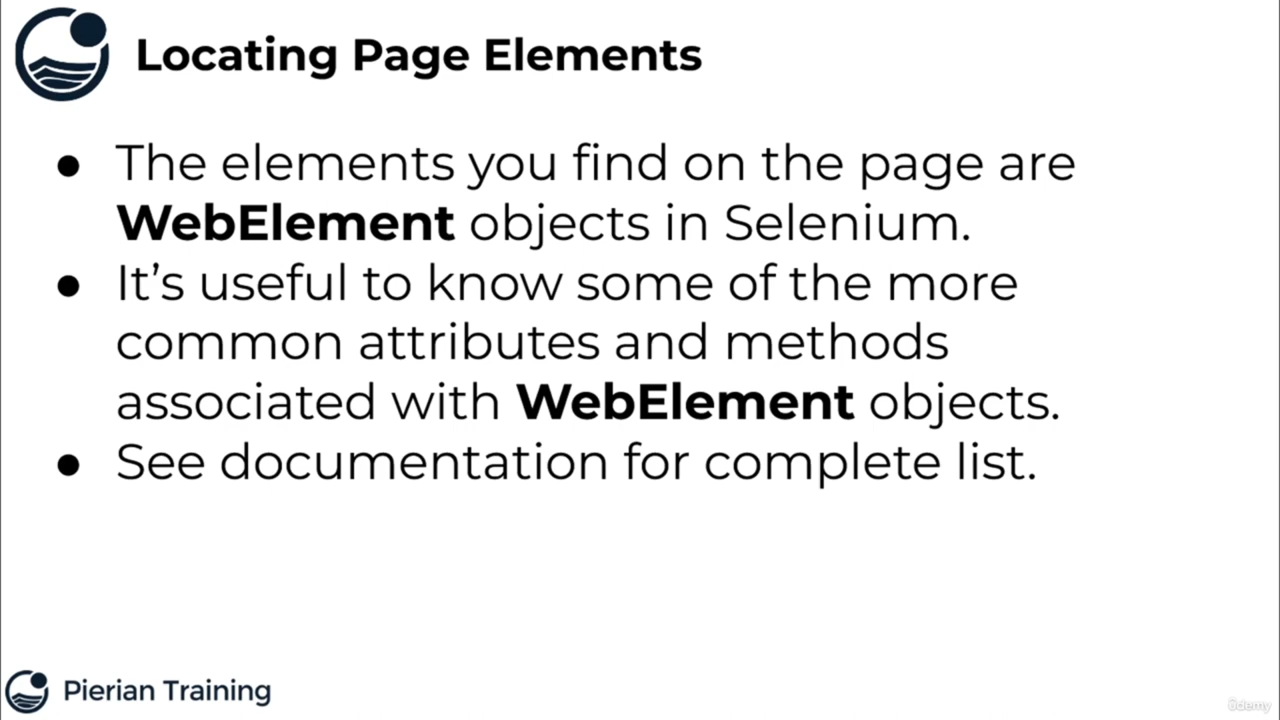 Locating Page Elements
● The elements you find on the page are
WebElement objects in Selenium.
● It’s useful to know some of the more
common attributes and methods
associated with WebElement objects.
● See documentation for complete list.
Pierian Training
ûdemy